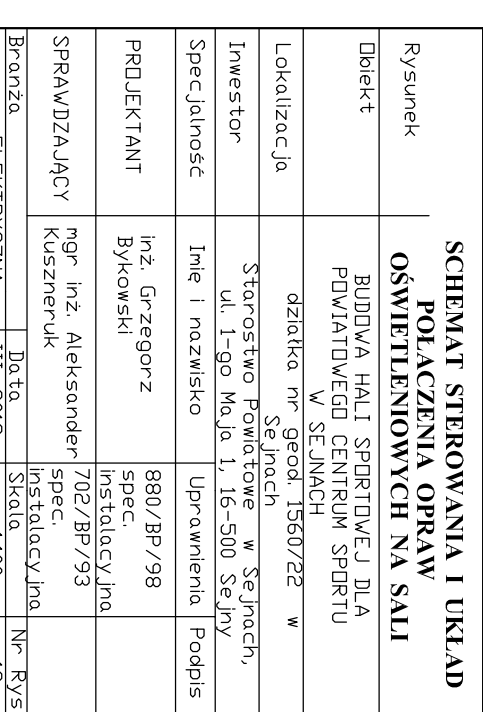 Rysunek
SCHEMAT STEROWANIA I UKŁAD
POŁACZENIA OPRAW
OŚWIETLENIOWYCH NA SALI
Obiekt
BUDOWA HALI SPORTOWEJ DLA
POWIATOWEGO CENTRUM SPORTU
W SEJNACH
Lokalizacja
działka nr geod. 1560/22 w
Sejnach
Inwestor
Starostwo Powiatowe w Sejnach,
ul. 1-go Maja 1, 16-500 Sejny
Specjalność Imię i nazwisko Uprawnienia Podpis
PROJEKTANT
inż. Grzegorz
Bykowski
880/BP/98
spec.
instalacyjna
SPRAWDZAJĄCY
mgr inż. Aleksander
Kuszneruk
702/BP/93
spec.
instalacyjna
Branża Data Skala Nr Rys